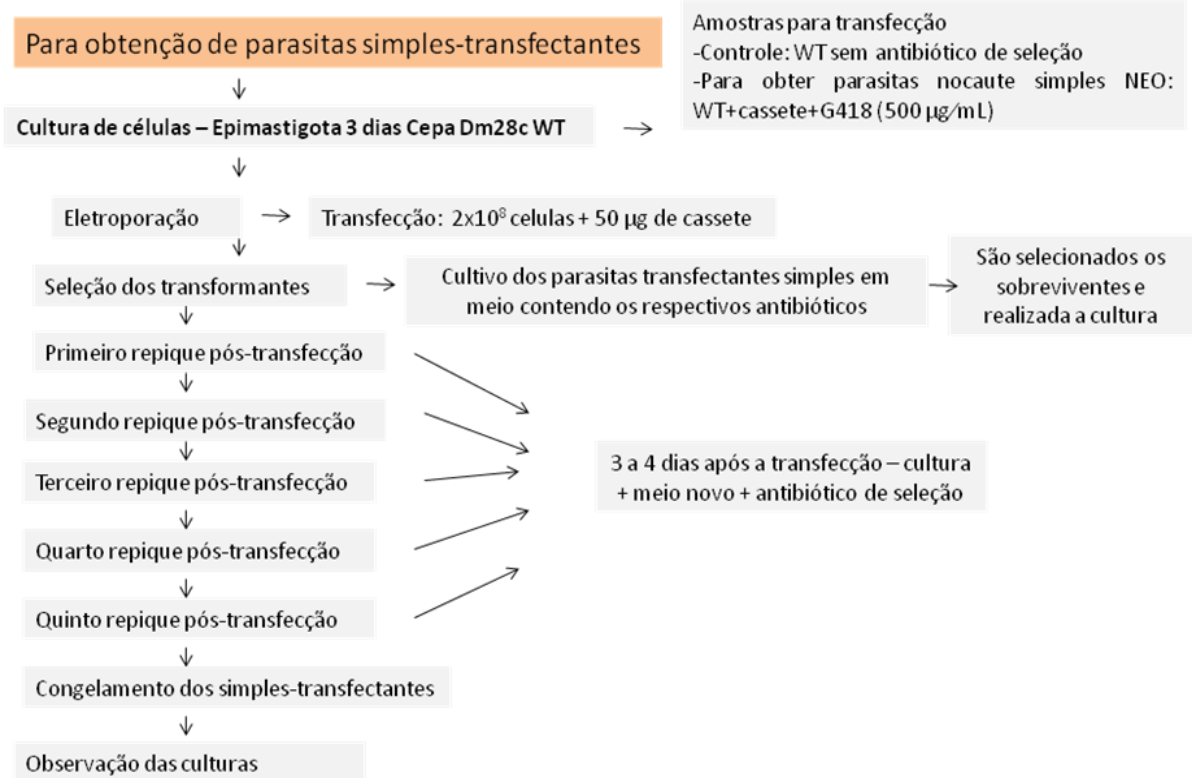 Para obtenção de parasitas simples-transfectantes
Amostras para transfecção
-Controle: WT sem antibiótico de seleção
-Para obter parasitas nocaute simples NEO:
WT+cassete+G418 (500 µg/mL)
Cultura de células – Epimastigota 3 dias Cepa Dm28c WT
Eletroporação
Transfecção: 2x10⁸ celulas + 50 µg de cassete
Seleção dos transformantes
Cultivo dos parasitas transfectantes simples em
meio contendo os respectivos antibióticos
São selecionados os
sobreviventes e
realizada a cultura
Primeiro repique pós-transfecção
Segundo repique pós-transfecção
Terceiro repique pós-transfecção
Quarto repique pós-transfecção
Quinto repique pós-transfecção
3 a 4 dias após a transfecção – cultura
+ meio novo + antibiótico de seleção
Congelamento dos simples-transfectantes
Observação das culturas